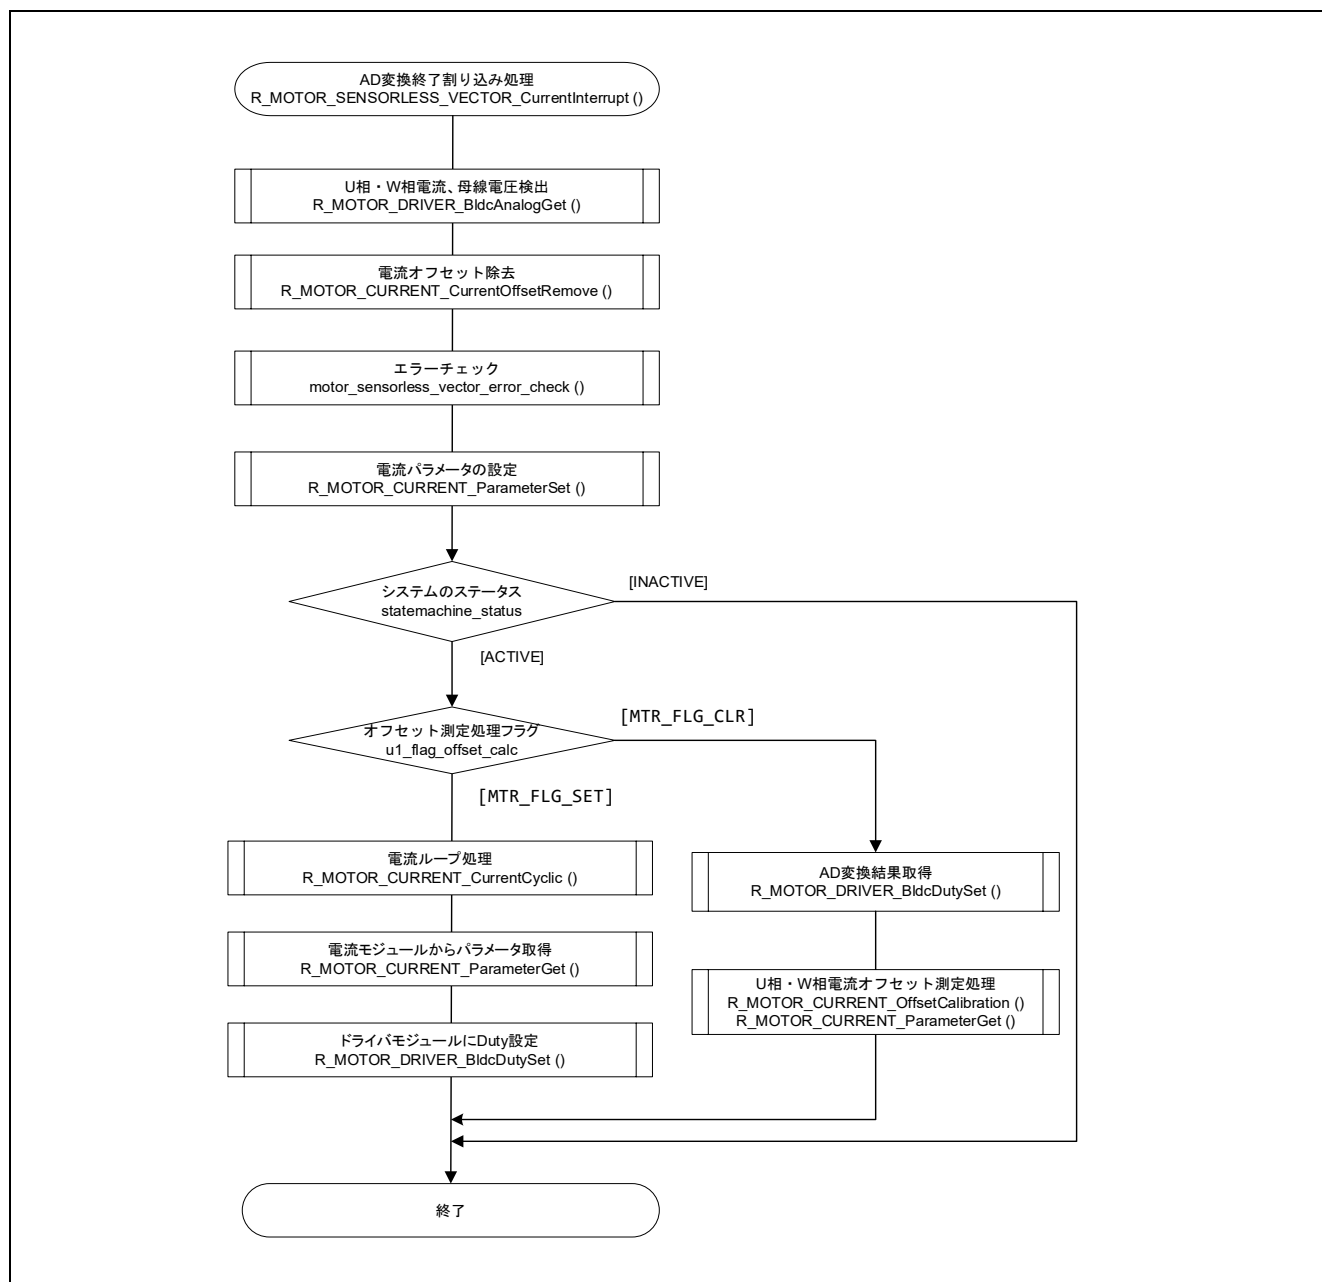 AD変換終了割り込み処理
R_MOTOR_SENSORLESS_VECTOR_CurrentInterrupt ()
U相・W相電流、母線電圧検出
R_MOTOR_DRIVER_BldcAnalogGet ()
電流オフセット除去
R_MOTOR_CURRENT_CurrentOffsetRemove ()
エラーチェック
motor_sensorless_vector_error_check ()
電流パラメータの設定
R_MOTOR_CURRENT_ParameterSet ()
システムのステータス
statemachine_status
[INACTIVE]
[ACTIVE]
オフセット測定処理フラグ
u1_flag_offset_calc
[MTR_FLG_CLR]
[MTR_FLG_SET]
電流ループ処理
R_MOTOR_CURRENT_CurrentCyclic ()
電流モジュールからパラメータ取得
R_MOTOR_CURRENT_ParameterGet ()
ドライバモジュールにDuty設定
R_MOTOR_DRIVER_BldcDutySet ()
AD変換結果取得
R_MOTOR_DRIVER_BldcDutySet ()
U相・W相電流オフセット測定処理
R_MOTOR_CURRENT_OffsetCalibration ()
R_MOTOR_CURRENT_ParameterGet ()
終了